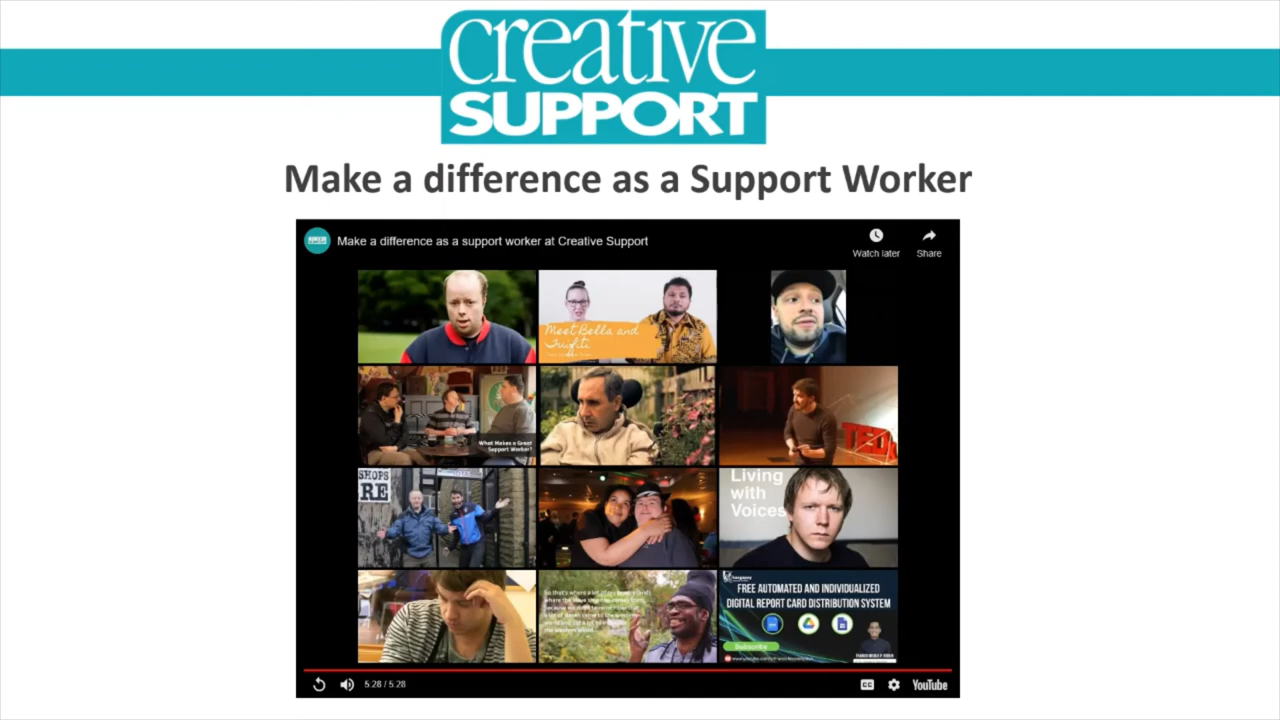 creative
SUPPORT
Make a difference as a Support Worker
Make a difference as a support worker at Creative Support
Watch later
Share
Meet Bella and
What Makes a Great
Support Worker?
TED
SHOPS
RE
Living
with
Voices
FREE AUTOMATED AND INDIVIDUALIZED
DIGITAL REPORT CARD DISTRIBUTION SYSTEM
Subscribe
5:28 / 5:28
CC
YouTube